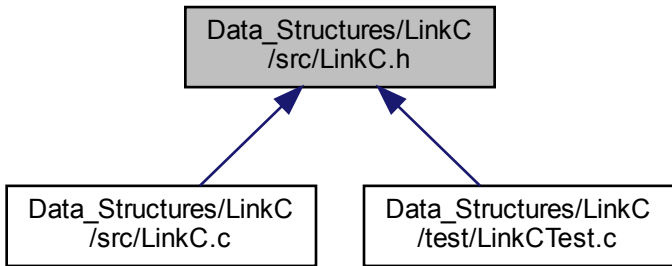 Data_Structures/LinkC
/src/LinkC.h
Data_Structures/LinkC
/src/LinkC.c
Data_Structures/LinkC
/test/LinkCTest.c